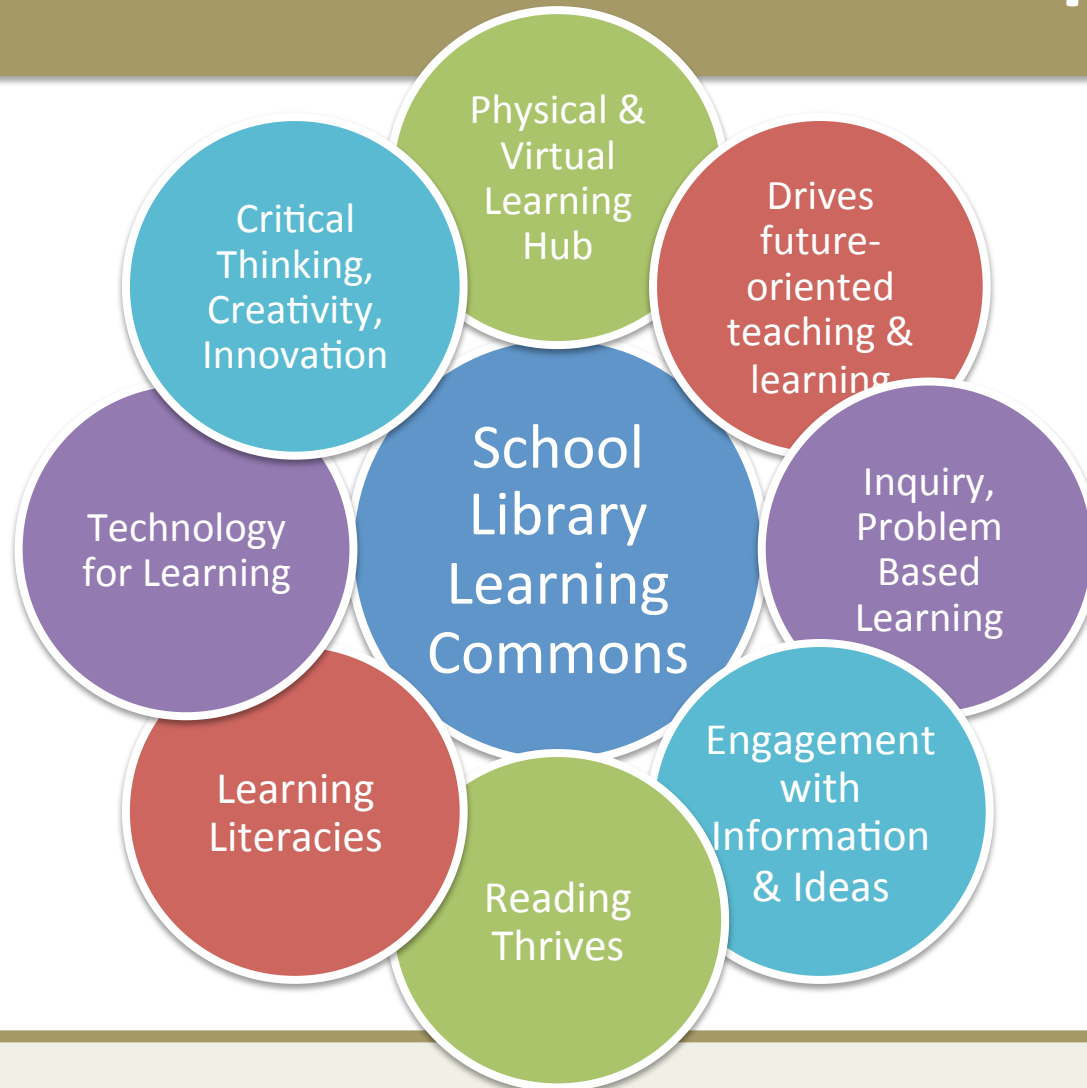 Physical &
Virtual
Learning
Hub
Drives
future-
oriented
teaching &
learning
Inquiry,
Problem
Based
Learning
Engagement
with
Information
& Ideas
Reading
Thrives
Learning
Literacies
Technology
for Learning
Critical
Thinking,
Creativity,
Innovation
School
Library
Learning
Commons